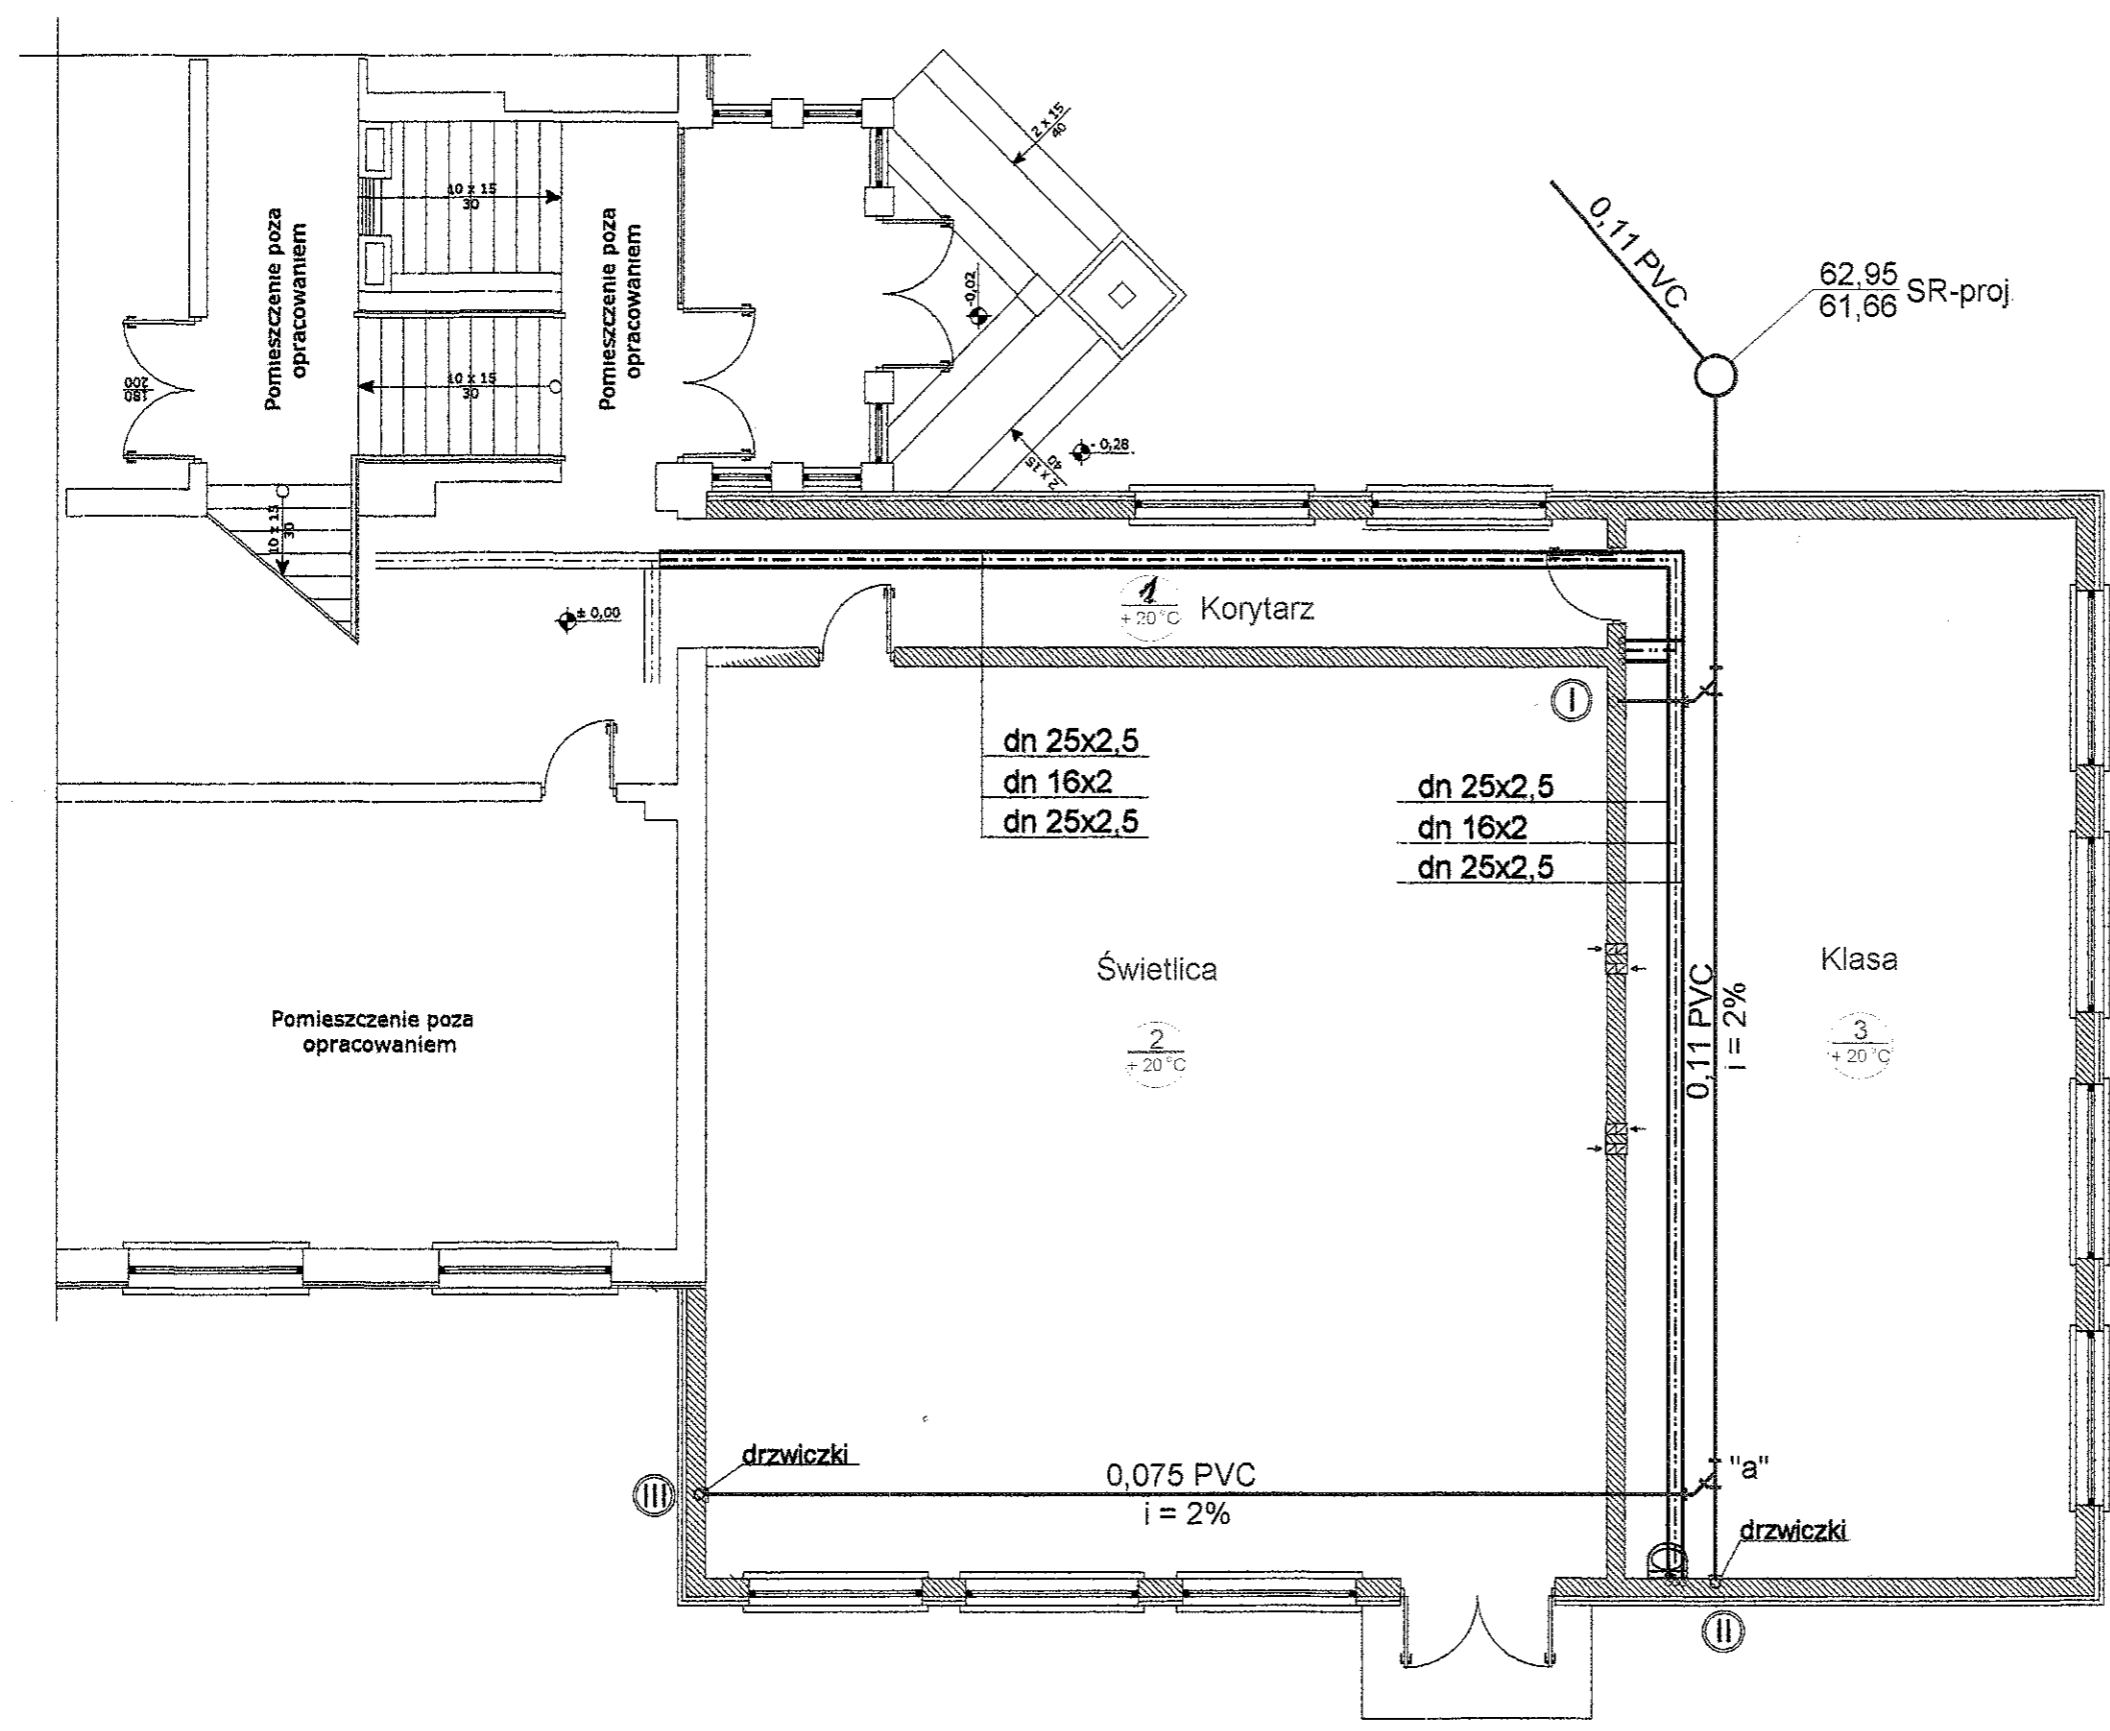 2 x 15
40
0,11 PVC
62,95
61,66
SR-proj.
10 x 15
30
Pomieszczenie poza
opracowaniem
Pomieszczenie poza
opracowaniem
-0,02
180
200
10 x 15
30
- 0,28
2 x 15
40
10 x 15
30
± 0,00
1
+ 20 °C
Korytarz
I
dn 25x2,5
dn 16x2
dn 25x2,5
dn 25x2,5
dn 16x2
dn 25x2,5
Świetlica
2
+ 20 °C
Klasa
3
+ 20 °C
0,11 PVC
i = 2%
Pomieszczenie poza
opracowaniem
drzwiczki
III
0,075 PVC
i = 2%
"a"
drzwiczki
II